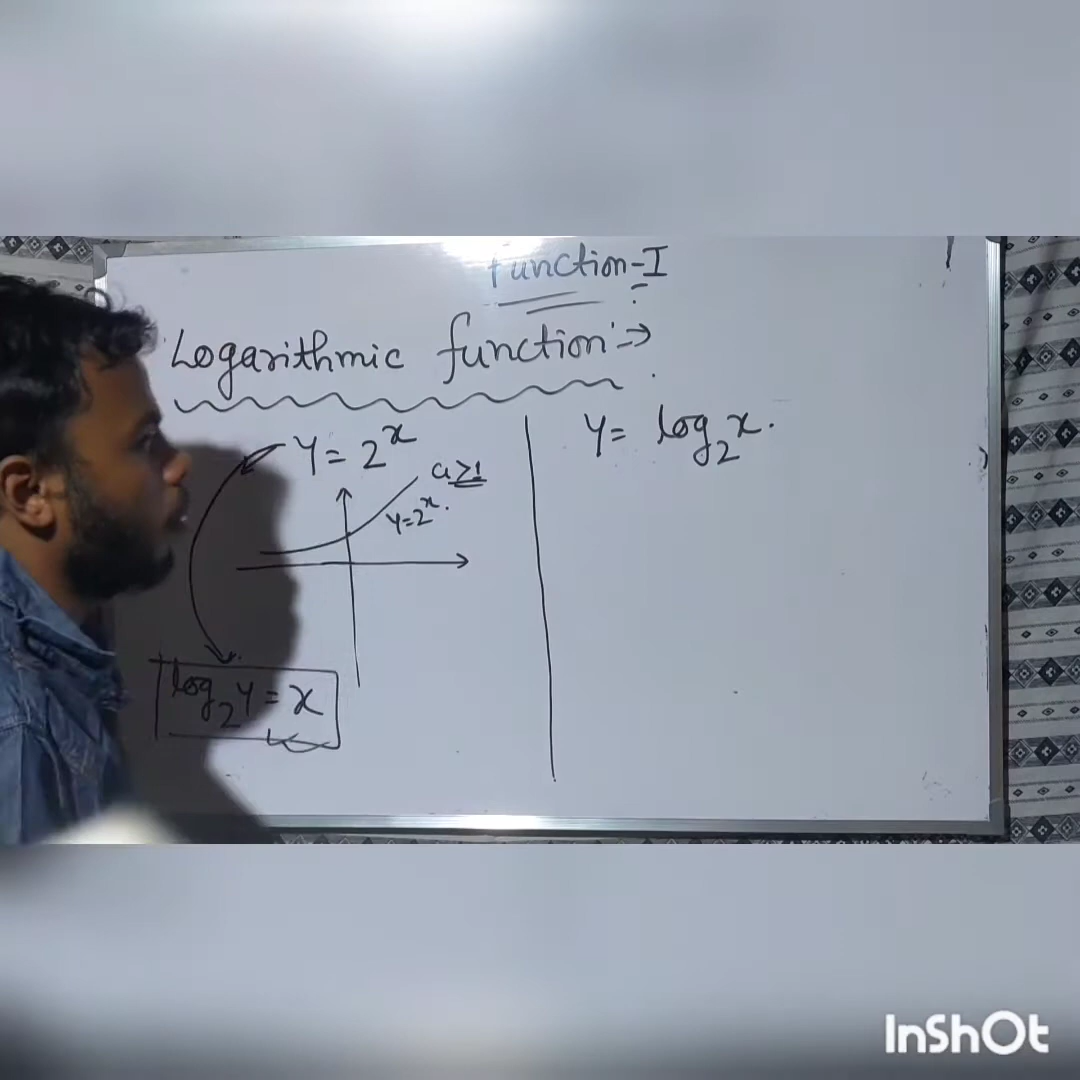 Function-I
Logarithmic function:→
y = 2^x
a ≥ 1
y=2^x.
log_2 y = x
y = log_2 x.
InShOt